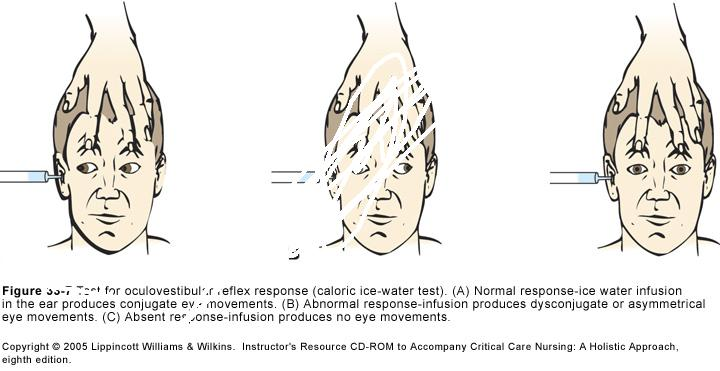 Figure Test for oculovestibular reflex response (caloric ice-water test). (A) Normal response-ice water infusion
in the ear produces conjugate eye movements. (B) Abnormal response-infusion produces dysconjugate or asymmetrical
eye movements. (C) Absent response-infusion produces no eye movements.
Copyright © 2005 Lippincott Williams & Wilkins. Instructor's Resource CD-ROM to Accompany Critical Care Nursing: A Holistic Approach,
eighth edition.